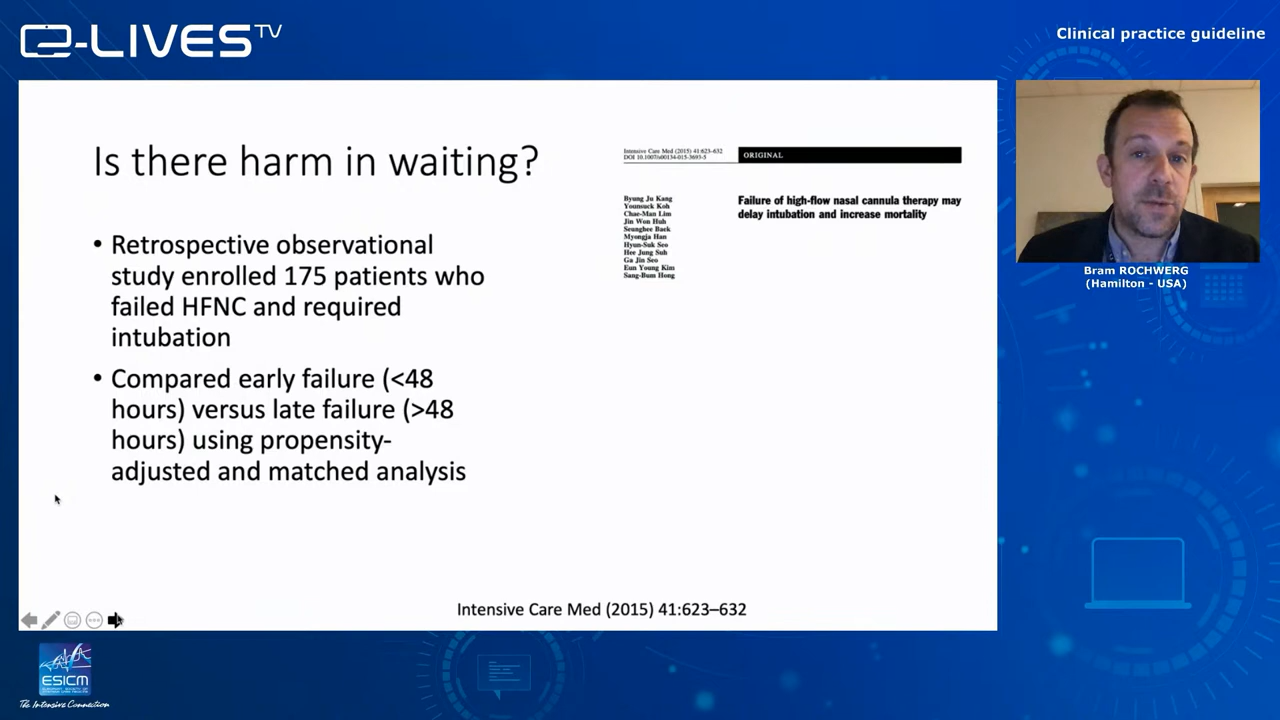 e-LIVES TV
Clinical practice guideline
Is there harm in waiting?
• Retrospective observational
study enrolled 175 patients who
failed HFNC and required
intubation
• Compared early failure (<48
hours) versus late failure (>48
hours) using propensity-
adjusted and matched analysis
Intensive Care Med (2015) 41:623–632
DOI 10.1007/s00134-015-3693-5
ORIGINAL
Byung Ju Kang
Younsuck Koh
Chae-Man Lim
Jin Won Huh
Seunghee Baek
Myongja Han
Hyun-Suk Seo
Hee Jung Suh
Ga Jin Seo
Eun Young Kim
Sang-Bum Hong
Failure of high-flow nasal cannula therapy may
delay intubation and increase mortality
Intensive Care Med (2015) 41:623–632
Bram ROCHWERG
(Hamilton - USA)
ESICM
The Intensive Connection